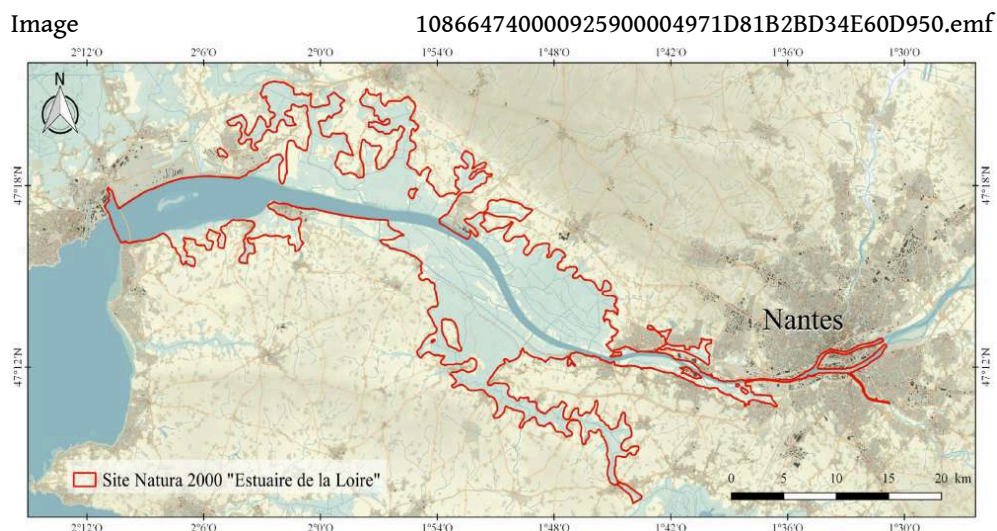 Image 108664740000925900004971D81B2BD34E60D950.emf
2°12'O 2°6'O 2°0'O 1°54'O 1°48'O 1°42'O 1°36'O 1°30'O
N
47°18'N 47°18'N
Nantes
47°12'N 47°12'N
Site Natura 2000 "Estuaire de la Loire"
0 5 10 15 20 km
2°12'O 2°6'O 2°0'O 1°54'O 1°48'O 1°42'O 1°36'O 1°30'O